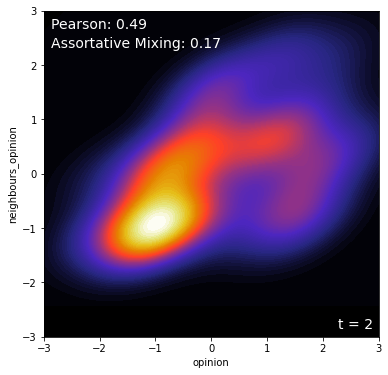 Pearson: 0.49
Assortative Mixing: 0.17
3
2
1
0
−1
−2
−3
neighbours_opinion
t = 2
−3 −2 −1 0 1 2 3
opinion